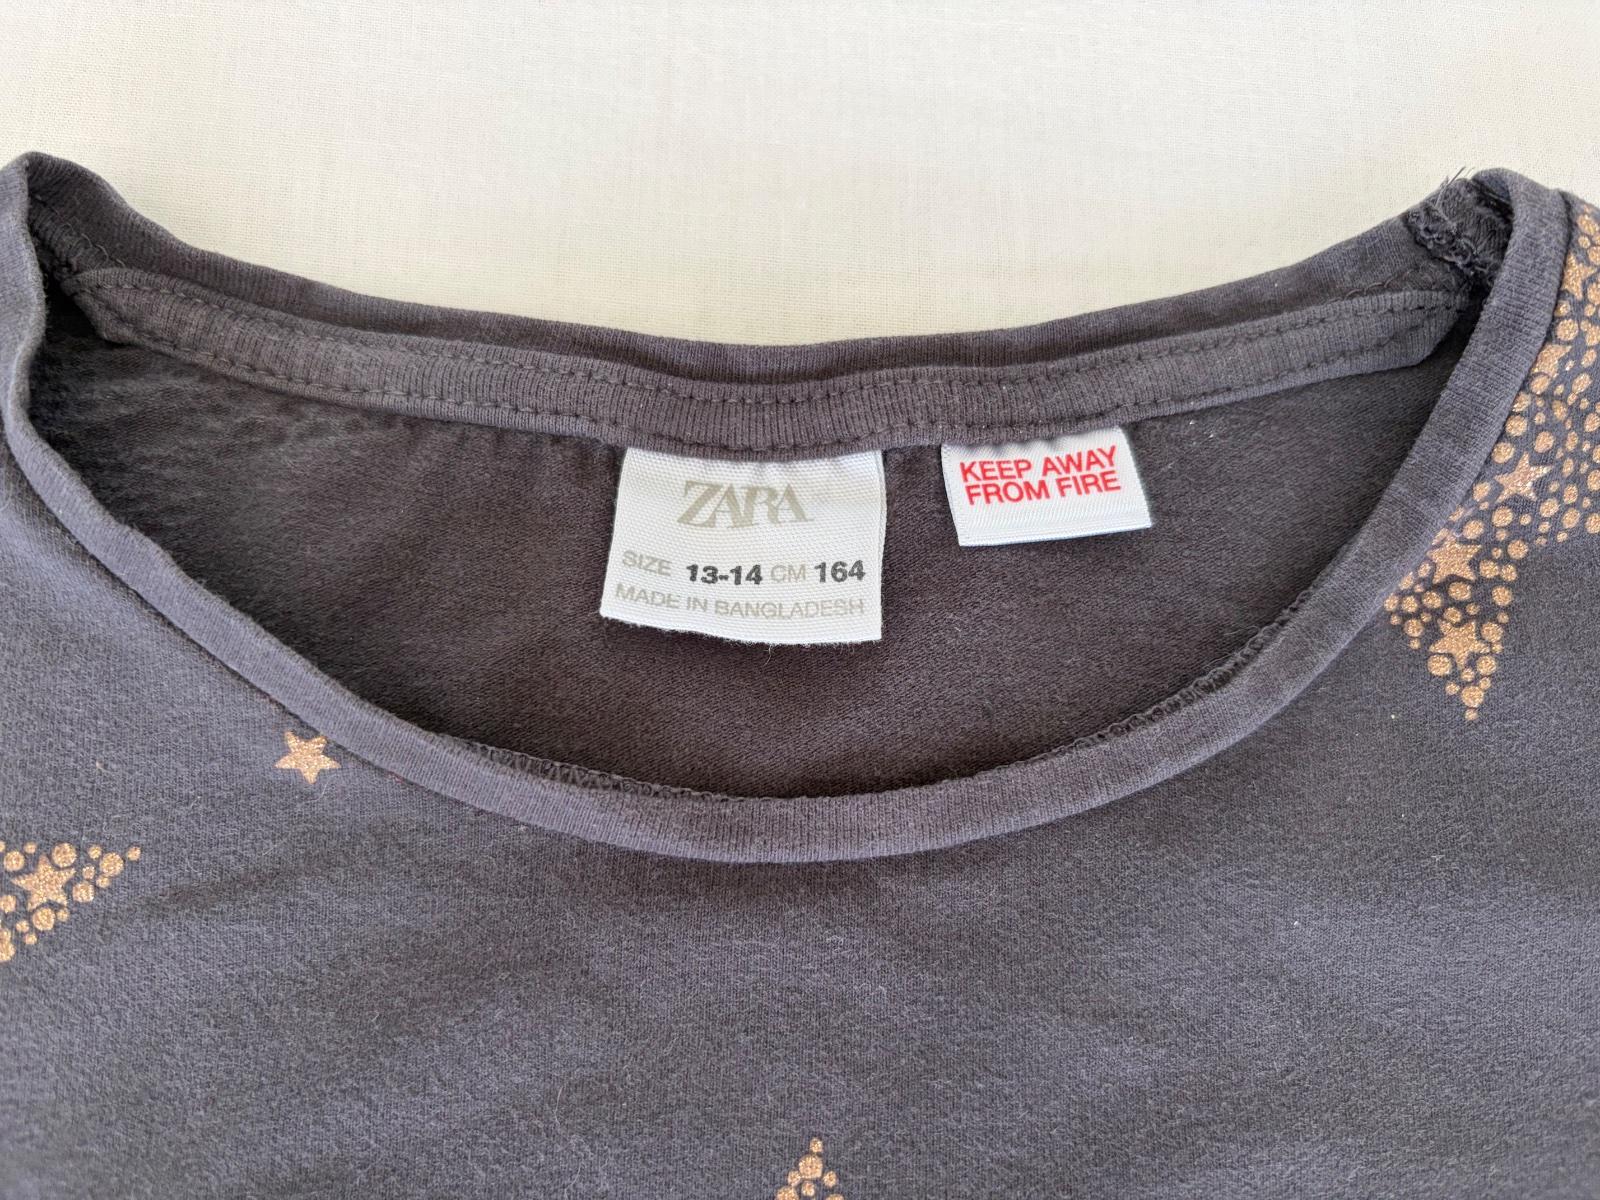 ZARA
SIZE 13-14 CM 164
MADE IN BANGLADESH
KEEP AWAY
FROM FIRE